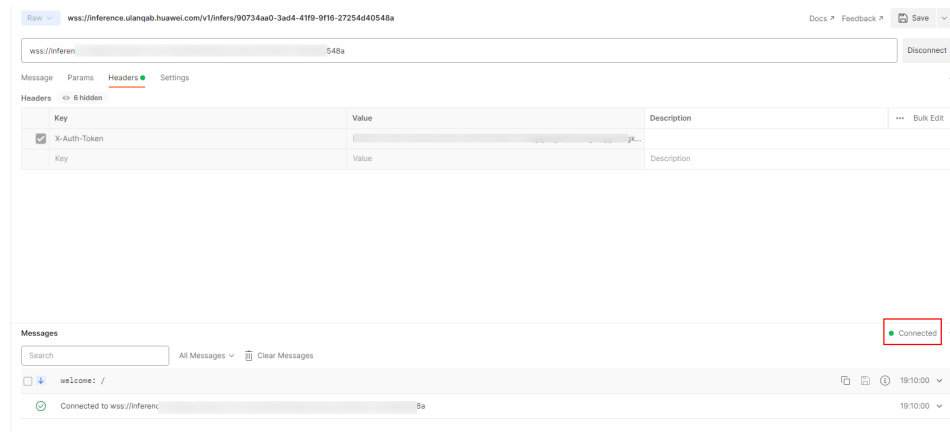 Raw wss://inference.ulanqab.huawei.com/v1/infers/90734aa0-3ad4-41f9-9f16-27254d40548a Docs Feedback Save
wss://inferen 548a Disconnect
Message Params Headers Settings
Headers 6 hidden
Key Value Description ••• Bulk Edit
X-Auth-Token
Key Value Description
Messages Connected
Search All Messages Clear Messages
welcome: / 19:10:00
Connected to wss://inferenc 8a 19:10:00